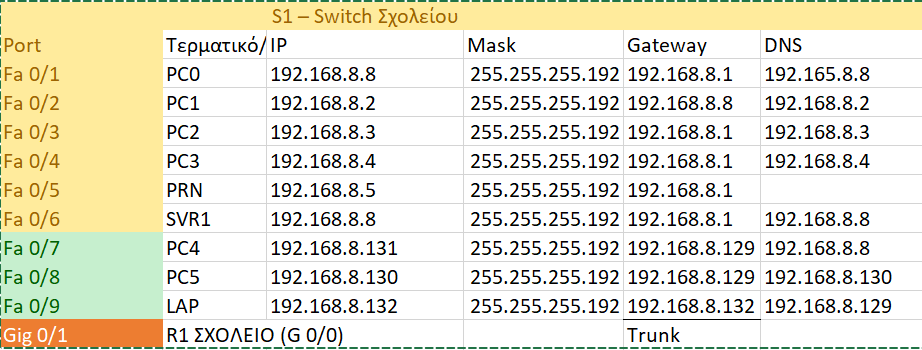 S1 – Switch Σχολείου
Port Τερματικό/ IP Mask Gateway DNS
Fa 0/1 PC0 192.168.8.8 255.255.255.192 192.168.8.1 192.165.8.8
Fa 0/2 PC1 192.168.8.2 255.255.255.192 192.168.8.8 192.168.8.2
Fa 0/3 PC2 192.168.8.3 255.255.255.192 192.168.8.1 192.168.8.3
Fa 0/4 PC3 192.168.8.4 255.255.255.192 192.168.8.1 192.168.8.4
Fa 0/5 PRN 192.168.8.5 255.255.255.192 192.168.8.1
Fa 0/6 SVR1 192.168.8.8 255.255.255.192 192.168.8.1 192.168.8.8
Fa 0/7 PC4 192.168.8.131 255.255.255.192 192.168.8.129 192.168.8.8
Fa 0/8 PC5 192.168.8.130 255.255.255.192 192.168.8.129 192.168.8.130
Fa 0/9 LAP 192.168.8.132 255.255.255.192 192.168.8.132 192.168.8.129
Gig 0/1 R1 ΣΧΟΛΕΙΟ (G 0/0) Trunk